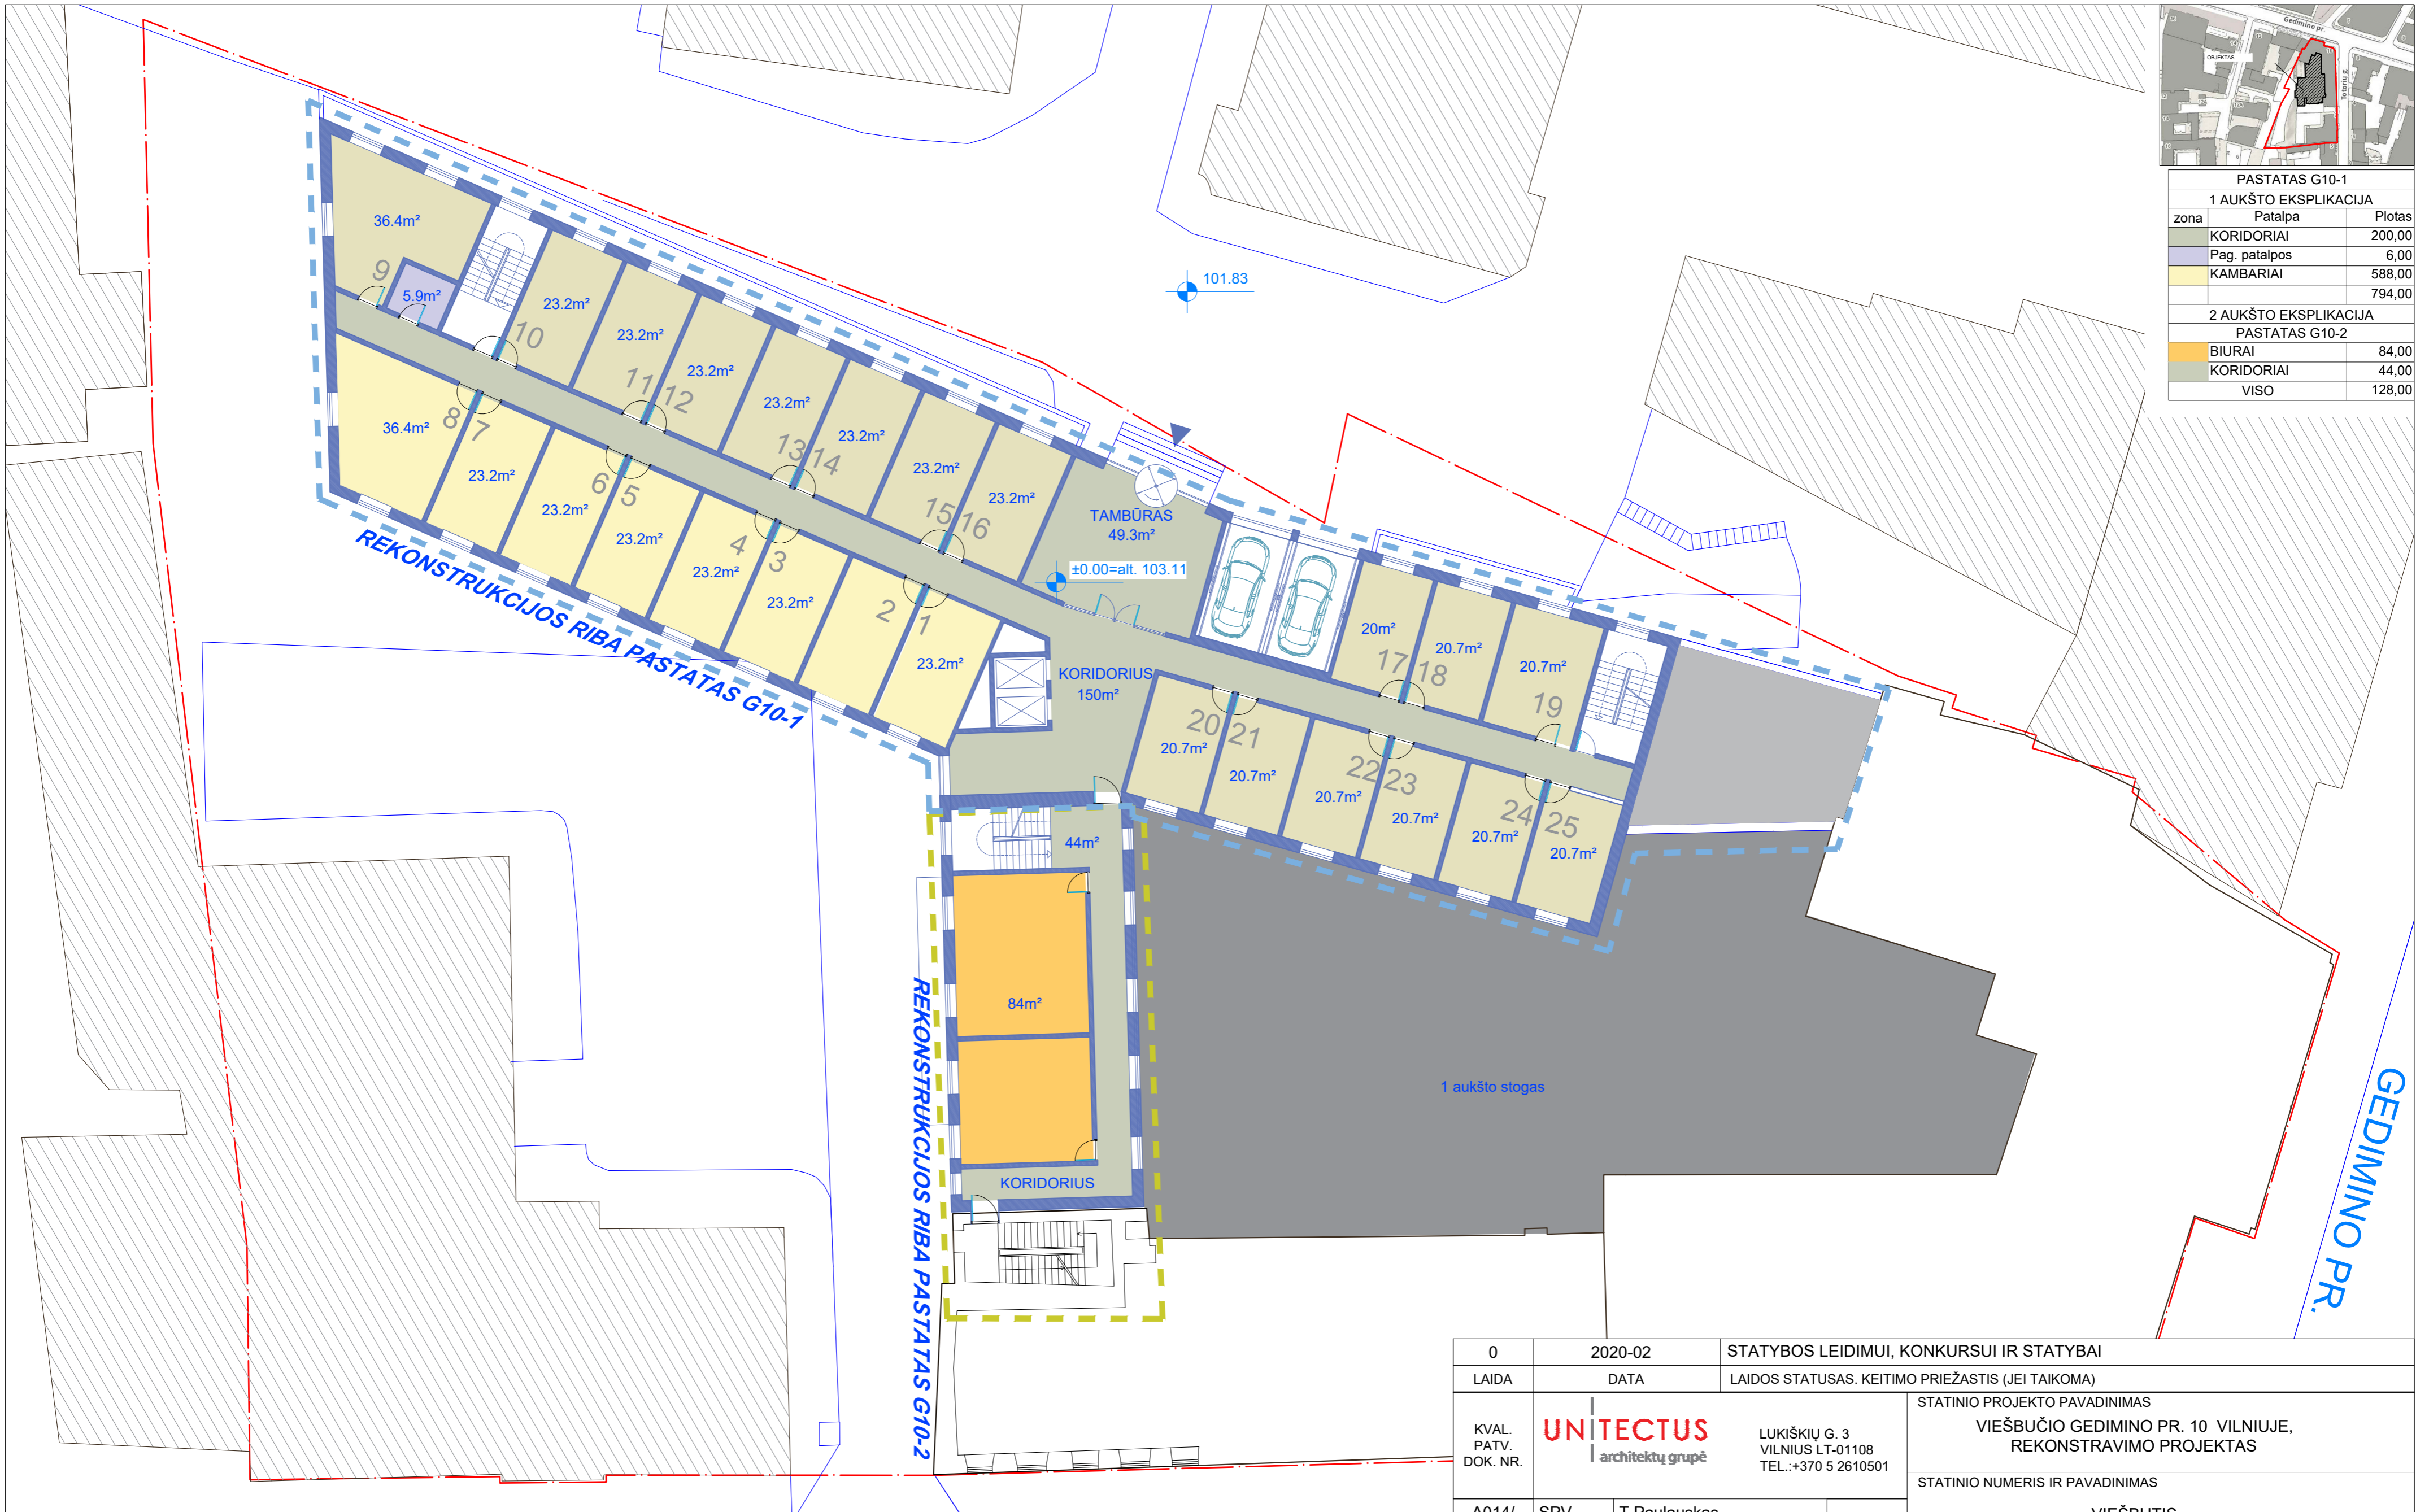 Gedimino pr.
OBJEKTAS
Totorių g.
PASTATAS G10-1
1 AUKŠTO EKSPLIKACIJA
zona Patalpa Plotas
KORIDORIAI 200,00
Pag. patalpos 6,00
KAMBARIAI 588,00
794,00
2 AUKŠTO EKSPLIKACIJA
PASTATAS G10-2
BIURAI 84,00
KORIDORIAI 44,00
VISO 128,00
101.83
36.4m²
9
5.9m²
10
23.2m²
23.2m²
11
12
23.2m²
23.2m²
13
14
23.2m²
23.2m²
15
16
23.2m²
TAMBŪRAS
49.3m²
±0.00=alt. 103.11
36.4m²
8
7
23.2m²
6
5
23.2m²
23.2m²
4
3
23.2m²
23.2m²
2
1
23.2m²
REKONSTRUKCIJOS RIBA PASTATAS G10-1
KORIDORIUS
150m²
20m²
17
18
20.7m²
20.7m²
19
20
21
20.7m²
20.7m²
22
23
20.7m²
20.7m²
24
25
20.7m²
20.7m²
44m²
84m²
KORIDORIUS
REKONSTRUKCIJOS RIBA PASTATAS G10-2
1 aukšto stogas
GEDIMINO PR.
0 2020-02 STATYBOS LEIDIMUI, KONKURSUI IR STATYBAI
LAIDA DATA LAIDOS STATUSAS. KEITIMO PRIEŽASTIS (JEI TAIKOMA)
KVAL.
PATV.
DOK. NR.
UNITECTUS
architektų grupė
LUKIŠKIŲ G. 3
VILNIUS LT-01108
TEL.:+370 5 2610501
STATINIO PROJEKTO PAVADINIMAS
VIEŠBUČIO GEDIMINO PR. 10 VILNIUJE,
REKONSTRAVIMO PROJEKTAS
STATINIO NUMERIS IR PAVADINIMAS
A014/ SPV T.Paulauskas
VIEŠBUTIS